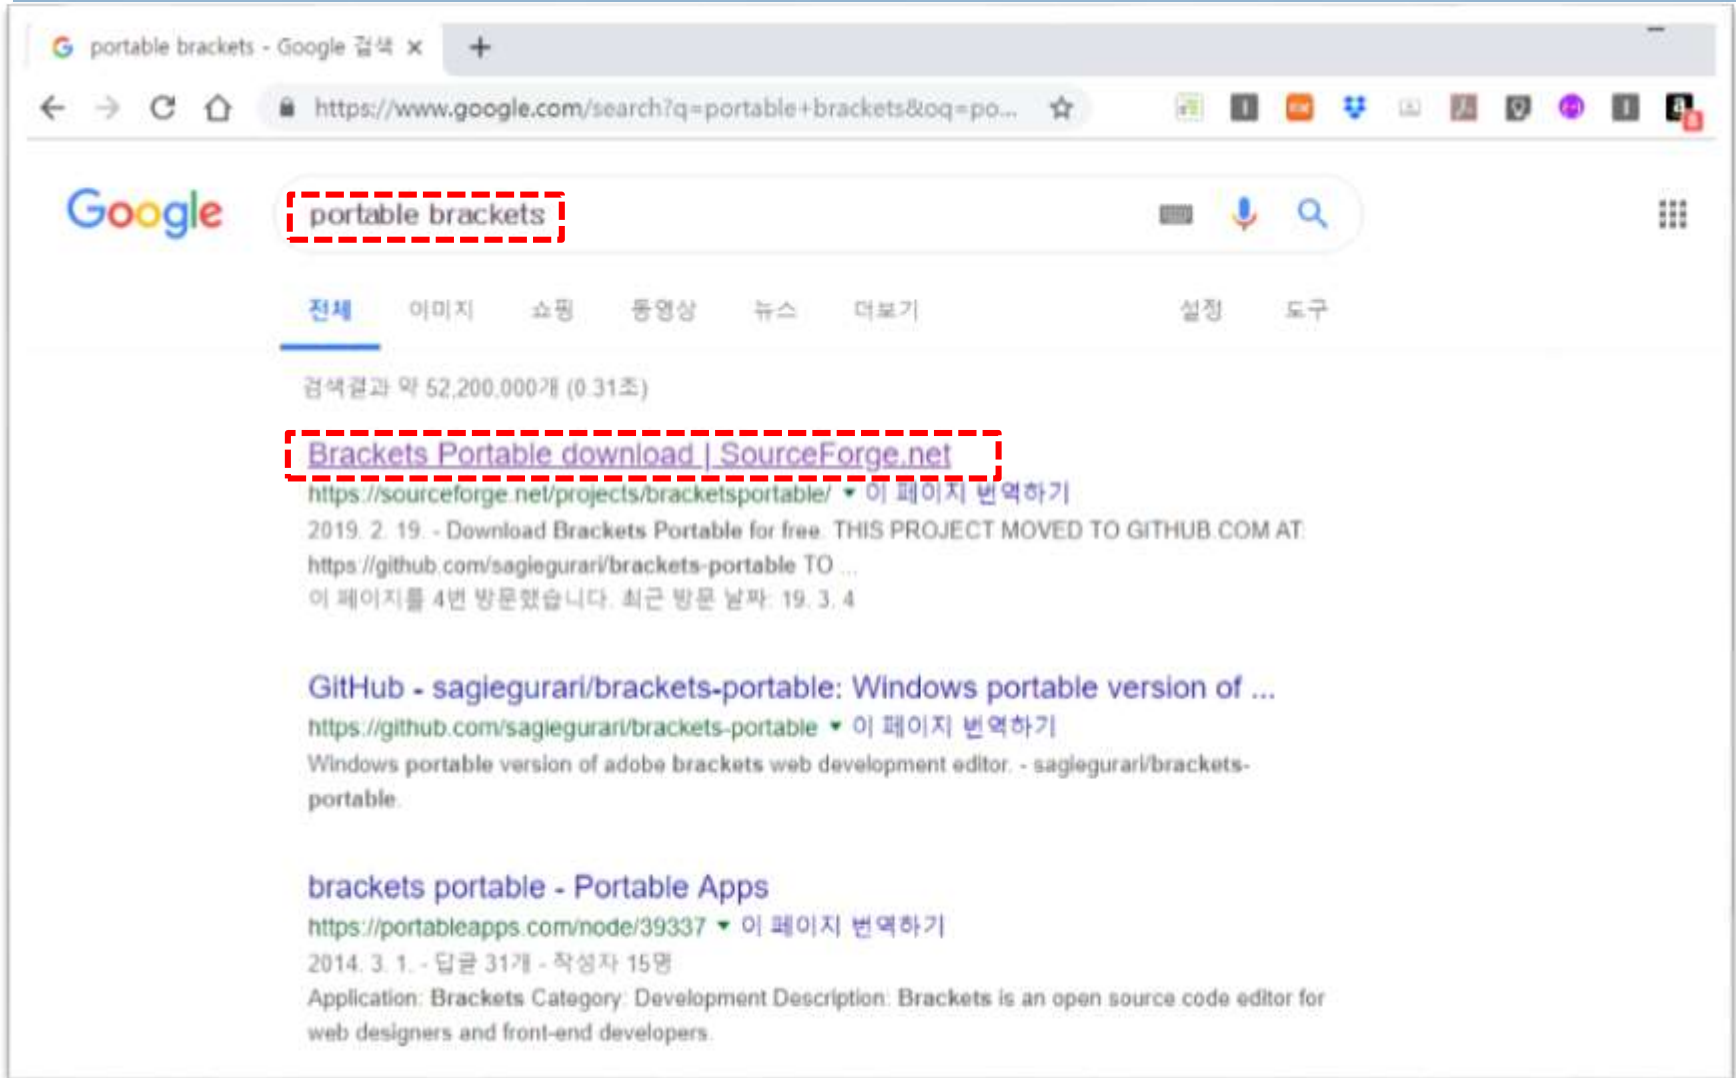 portable brackets - Google 검색
https://www.google.com/search?q=portable+brackets&oq=po...
Google
portable brackets
전체 이미지 쇼핑 동영상 뉴스 더보기 설정 도구
검색결과 약 52,200,000개 (0.31초)
Brackets Portable download | SourceForge.net
https://sourceforge.net/projects/bracketsportable/ 이 페이지 번역하기
2019. 2. 19. - Download Brackets Portable for free. THIS PROJECT MOVED TO GITHUB.COM AT:
https://github.com/sagiegurari/brackets-portable TO ...
이 페이지를 4번 방문했습니다. 최근 방문 날짜: 19. 3. 4
GitHub - sagiegurari/brackets-portable: Windows portable version of ...
https://github.com/sagiegurari/brackets-portable 이 페이지 번역하기
Windows portable version of adobe brackets web development editor. - sagiegurari/brackets-
portable.
brackets portable - Portable Apps
https://portableapps.com/node/39337 이 페이지 번역하기
2014. 3. 1. - 답글 31개 - 작성자 15명
Application: Brackets Category: Development Description: Brackets is an open source code editor for
web designers and front-end developers.